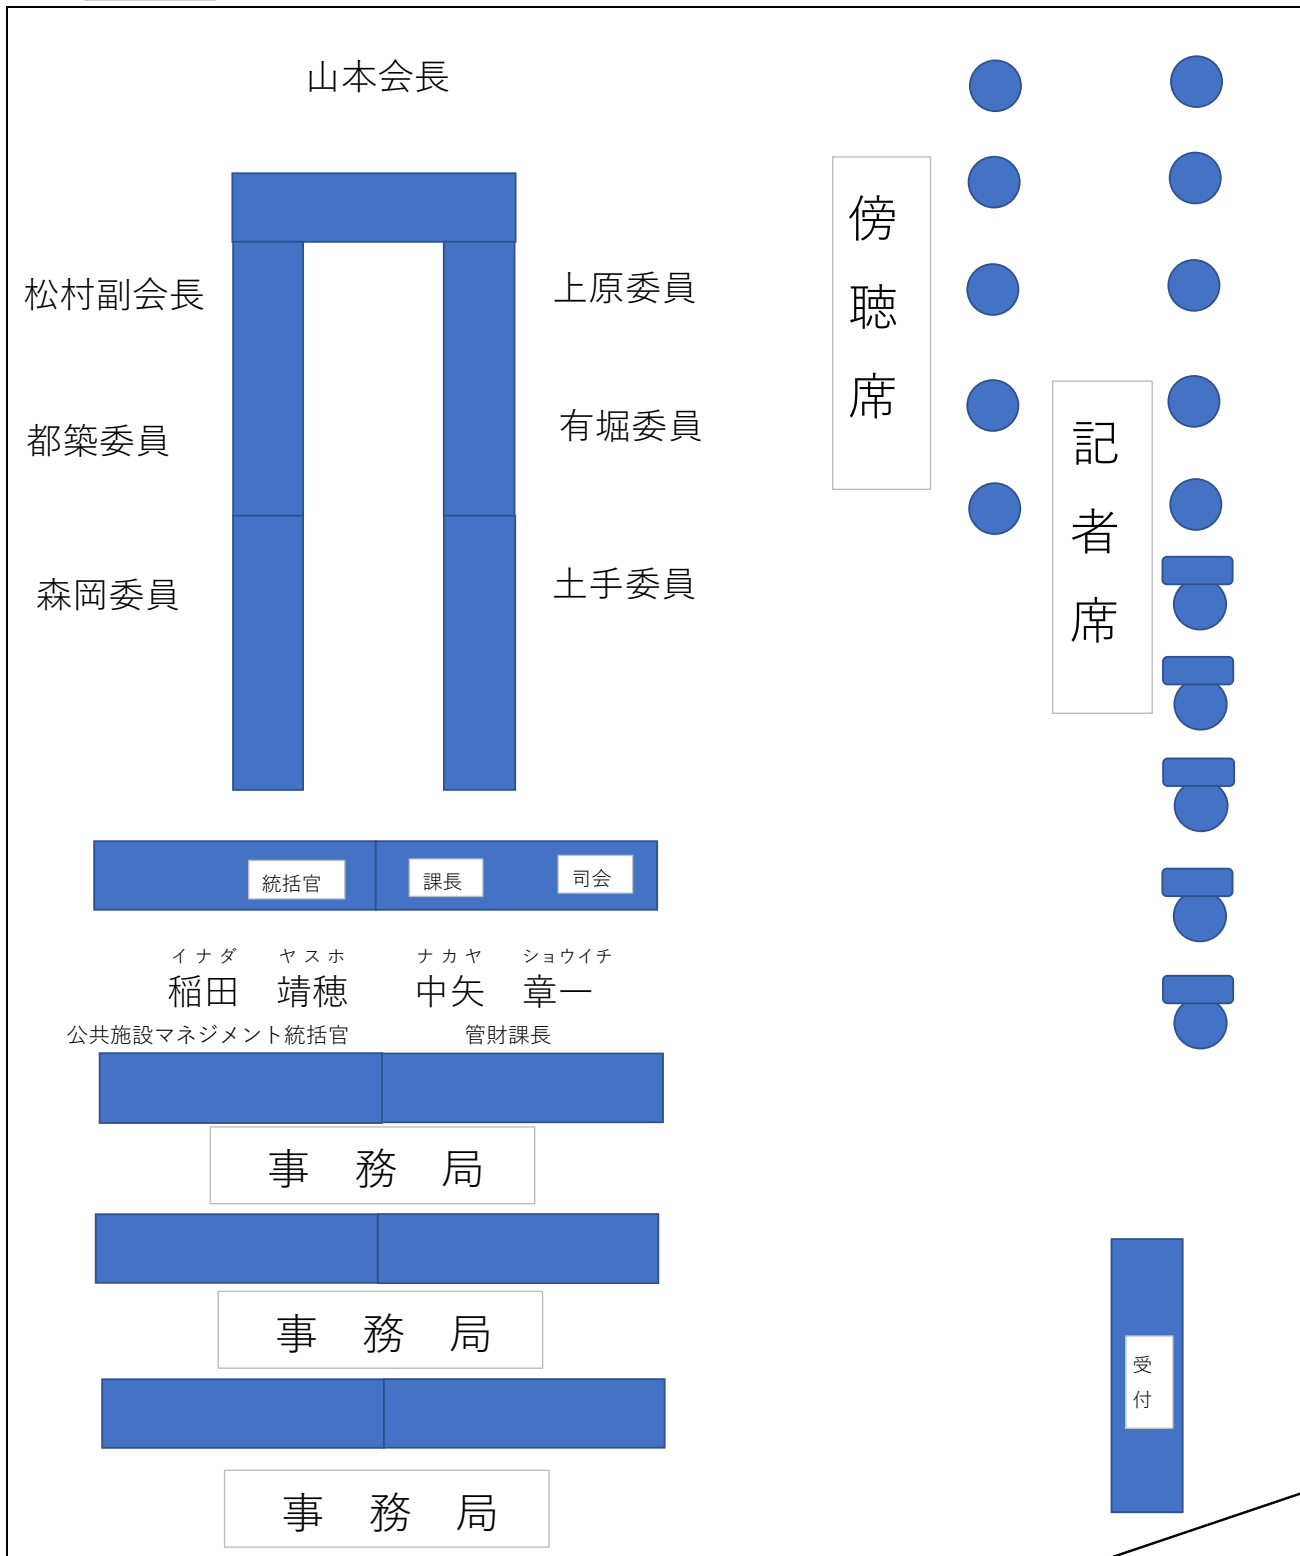 山本会長
松村副会長
上原委員
都築委員
有堀委員
森岡委員
土手委員
統括官
課長
司会
イナダ ヤスホ
稲田 靖穂
公共施設マネジメント統括官
ナカヤ ショウイチ
中矢 章一
管財課長
事 務 局
事 務 局
事 務 局
傍聴席
記者席
受付